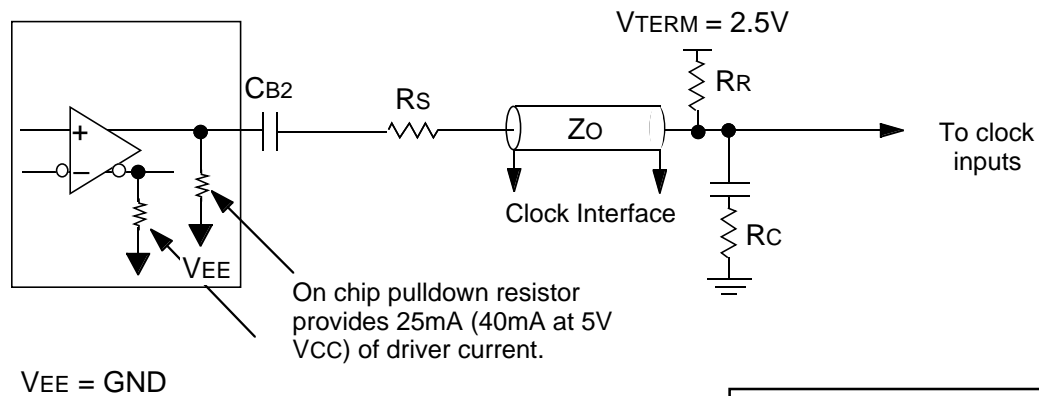 VTERM = 2.5V
CB2
RS
RR
ZO
+
−
To clock
inputs
Clock Interface
RC
VEE
On chip pulldown resistor
provides 25mA (40mA at 5V
VCC) of driver current.
VEE = GND